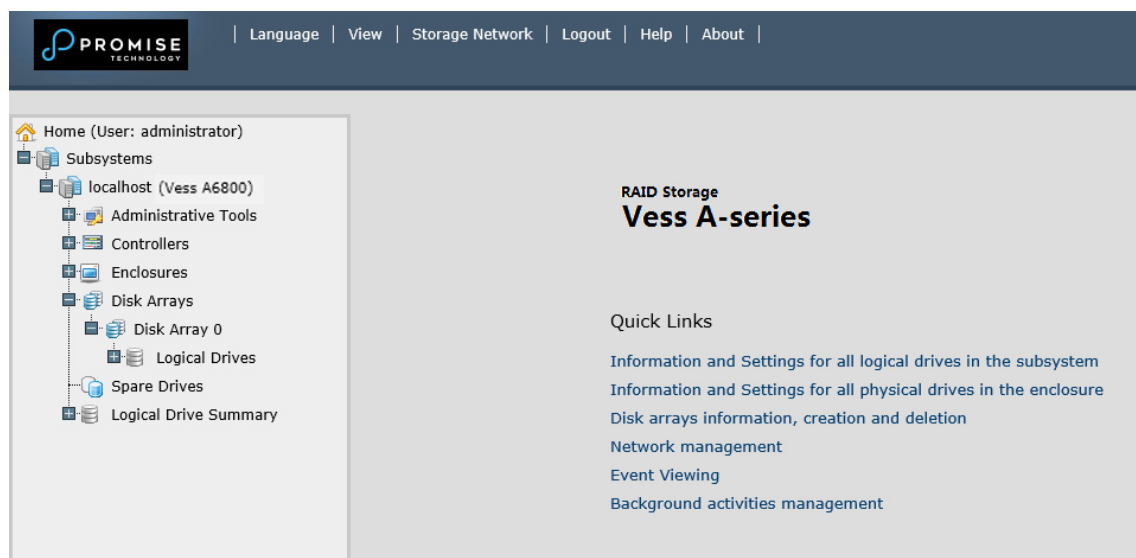 PROMISE
TECHNOLOGY
| Language | View | Storage Network | Logout | Help | About |
Home (User: administrator)
Subsystems
localhost (Vess A6800)
Administrative Tools
Controllers
Enclosures
Disk Arrays
Disk Array 0
Logical Drives
Spare Drives
Logical Drive Summary
RAID Storage
Vess A-series
Quick Links
Information and Settings for all logical drives in the subsystem
Information and Settings for all physical drives in the enclosure
Disk arrays information, creation and deletion
Network management
Event Viewing
Background activities management